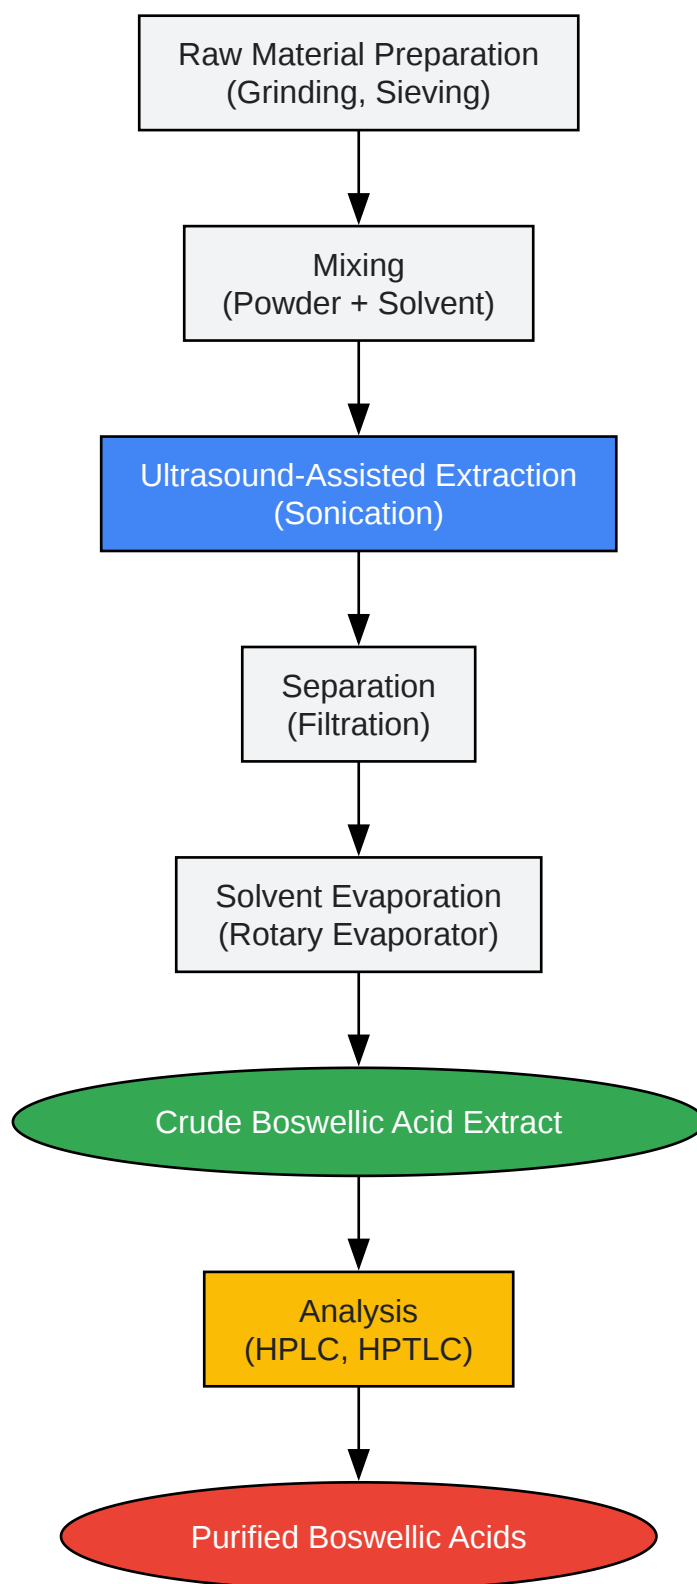 Raw Material Preparation
(Grinding, Sieving)
Mixing
(Powder + Solvent)
Ultrasound-Assisted Extraction
(Sonication)
Separation
(Filtration)
Solvent Evaporation
(Rotary Evaporator)
Crude Boswellic Acid Extract
Analysis
(HPLC, HPTLC)
Purified Boswellic Acids